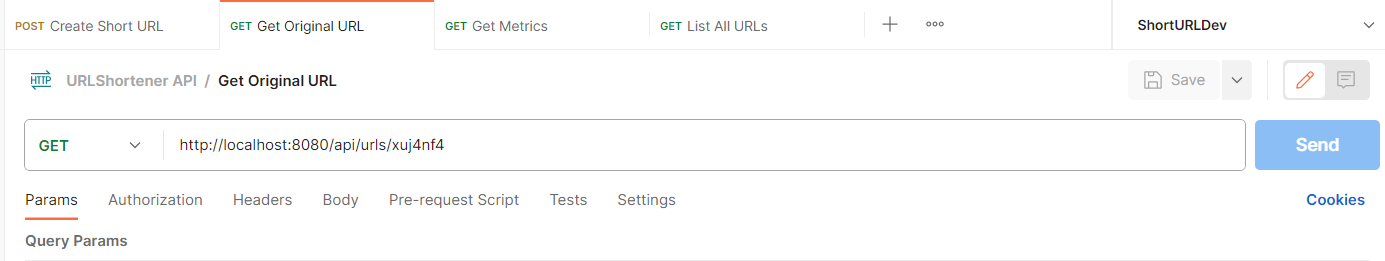 POST Create Short URL GET Get Original URL GET Get Metrics GET List All URLs ShortURLDev
HTTP URLShortener API / Get Original URL Save
GET http://localhost:8080/api/urls/xuj4nf4 Send
Params Authorization Headers Body Pre-request Script Tests Settings Cookies
Query Params